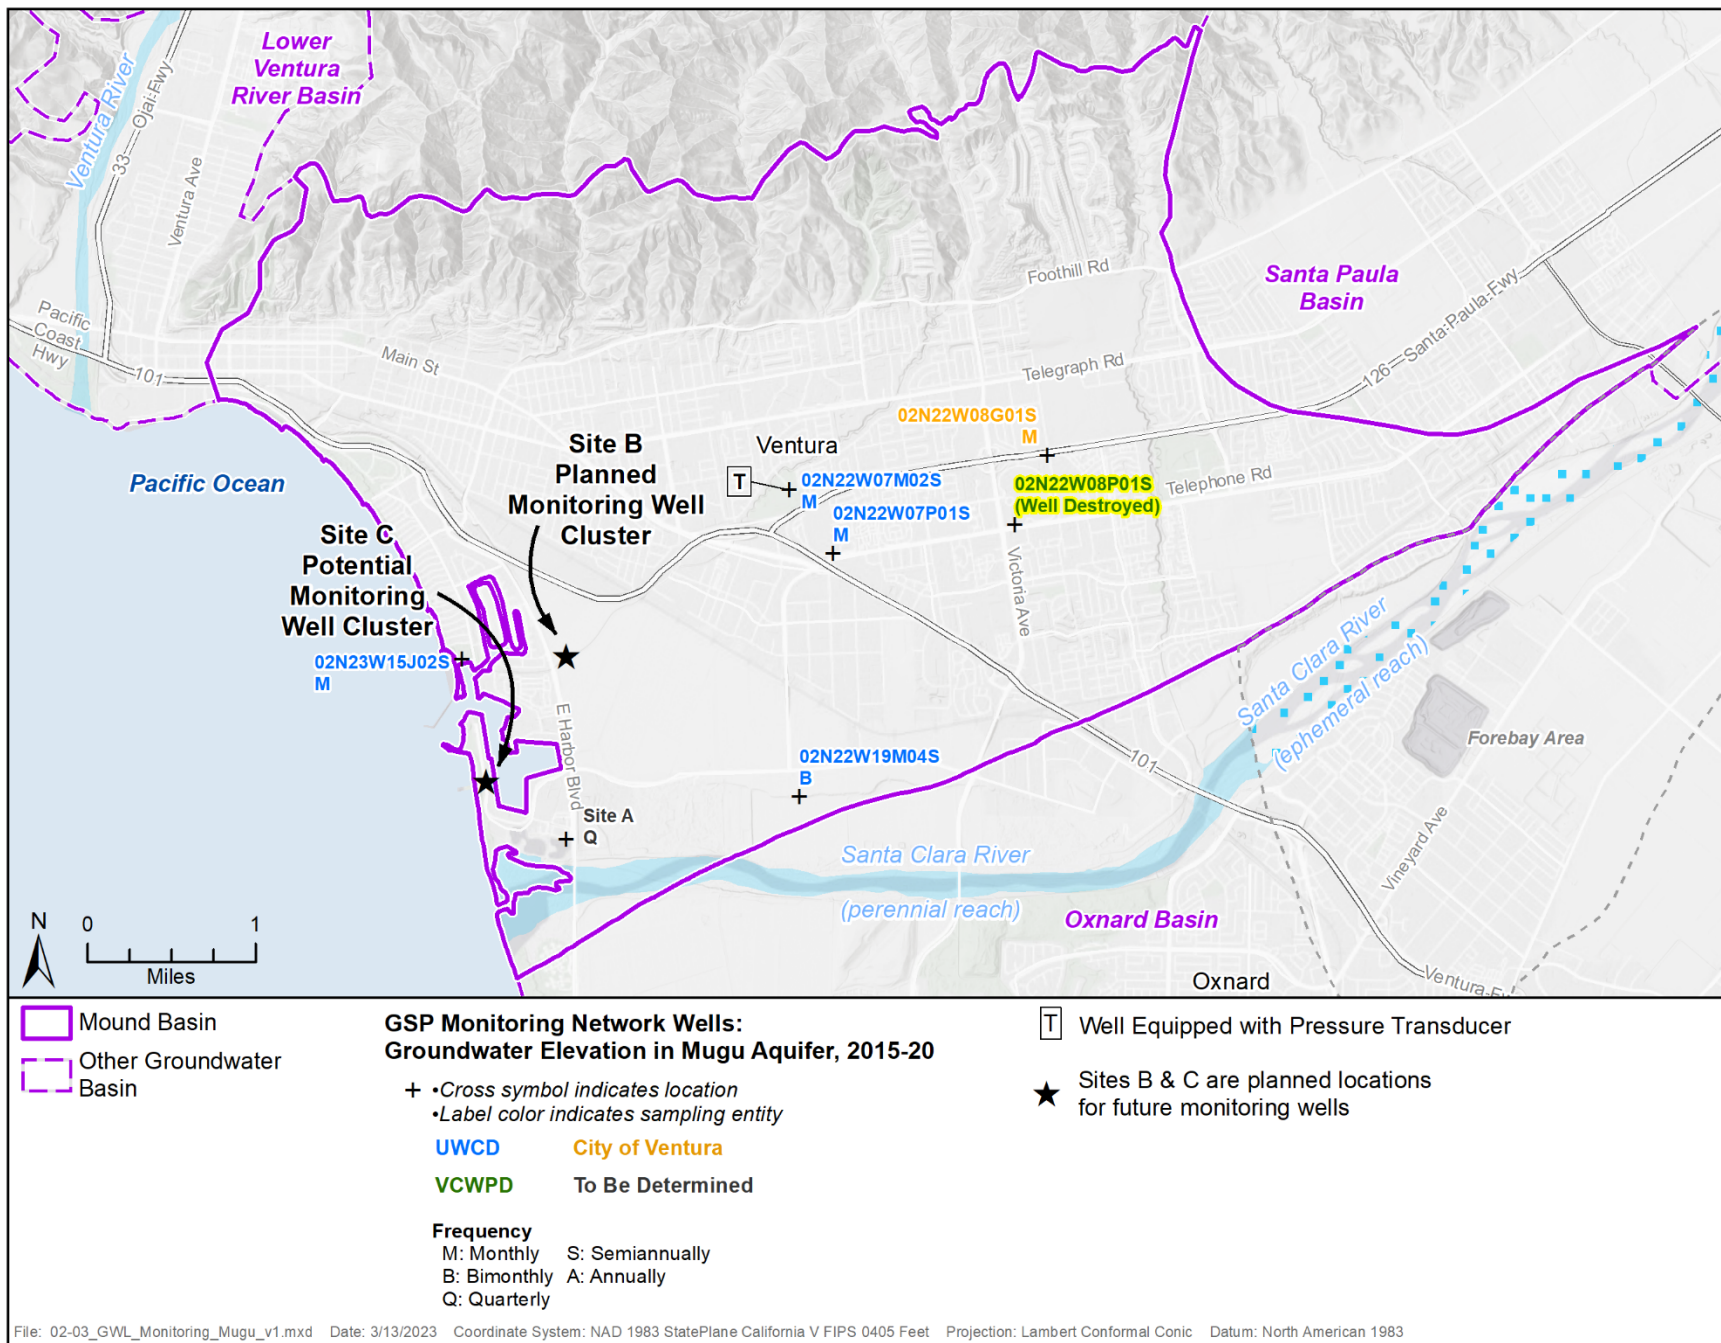 Lower
Ventura
River Basin
Ventura River
Ojai-Fwy
33
Ventura Ave
Pacific
Coast
Hwy
101
Main St
Foothill Rd
Telegraph Rd
Santa Paula
Basin
126
Santa-Paula-Fwy
Pacific Ocean
Site B
Planned
Monitoring Well
Cluster
Ventura
T
02N22W08G01S
M
02N22W07M02S
M
02N22W07P01S
M
02N22W08P01S
(Well Destroyed)
Telephone Rd
Victoria Ave
Site C
Potential
Monitoring
Well Cluster
02N23W15J02S
M
E Harbor Blvd
02N22W19M04S
B
Site A
Q
101
Santa Clara River
(ephemeral reach)
Forebay Area
Vineyard Ave
Santa Clara River
(perennial reach)
Oxnard Basin
Oxnard
Ventura-Fw
N
0 1
Miles
Mound Basin
Other Groundwater
Basin
GSP Monitoring Network Wells:
Groundwater Elevation in Mugu Aquifer, 2015-20
•Cross symbol indicates location
•Label color indicates sampling entity
UWCD City of Ventura
VCWPD To Be Determined
Frequency
M: Monthly S: Semiannually
B: Bimonthly A: Annually
Q: Quarterly
T Well Equipped with Pressure Transducer
Sites B & C are planned locations
for future monitoring wells
File: 02-03_GWL_Monitoring_Mugu_v1.mxd Date: 3/13/2023 Coordinate System: NAD 1983 StatePlane California V FIPS 0405 Feet Projection: Lambert Conformal Conic Datum: North American 1983